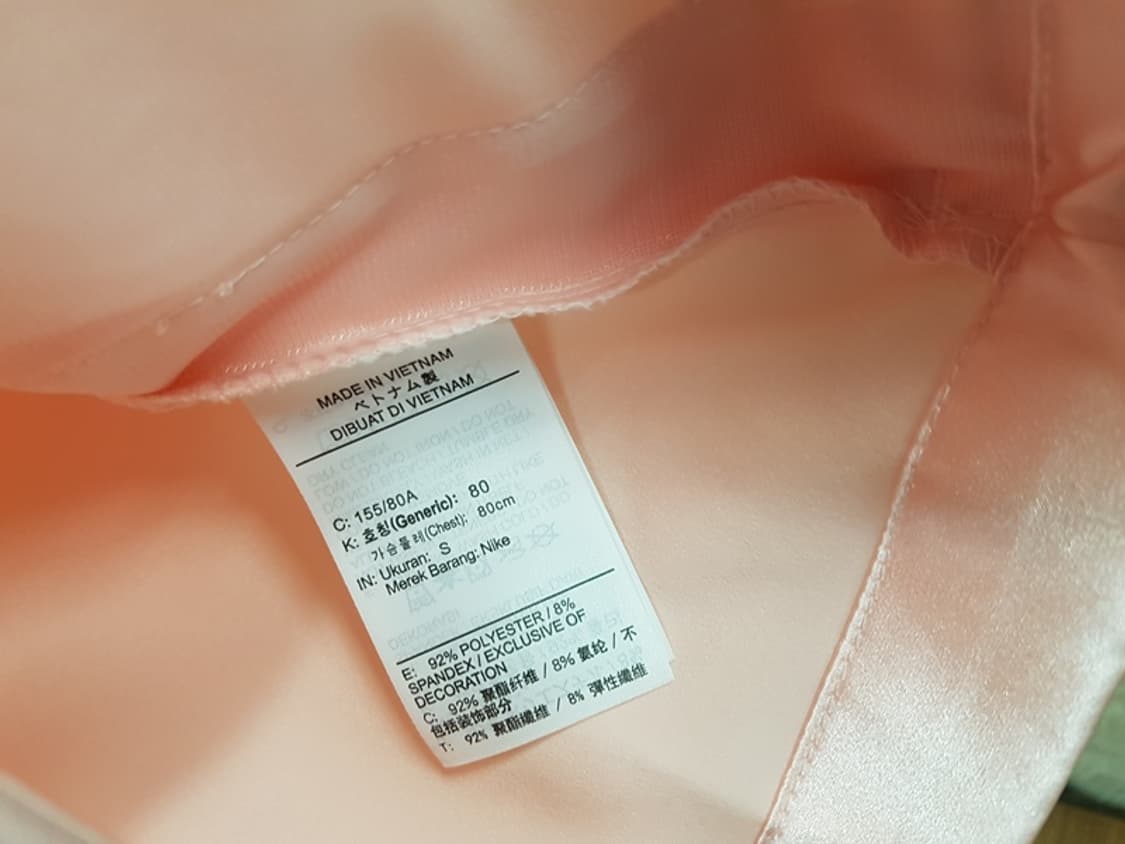 MADE IN VIETNAM
ベトナム製
DIBUAT DI VIETNAM
C: 155/80A
K: 호칭(Generic): 80
가슴둘레(Chest): 80cm
IN: Ukuran: S
Merek Barang: Nike
E: 92% POLYESTER / 8%
SPANDEX / EXCLUSIVE OF
DECORATION
C: 92% 聚酯纤维 / 8% 氨纶 / 不
包括装饰部分
T: 92% 聚酯纖維 / 8% 彈性纖維